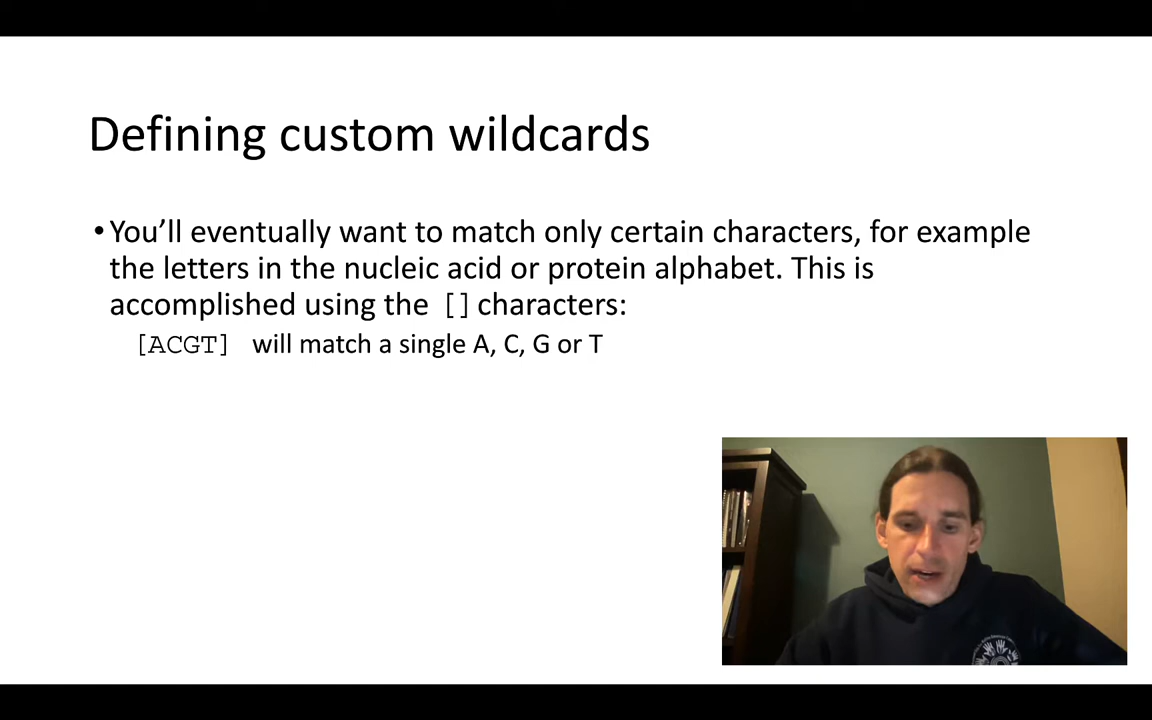 Defining custom wildcards
•You’ll eventually want to match only certain characters, for example
the letters in the nucleic acid or protein alphabet. This is
accomplished using the [] characters:
[ACGT] will match a single A, C, G or T